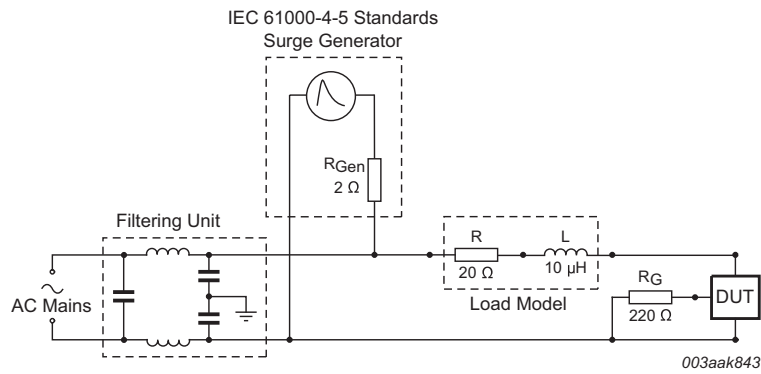 IEC 61000-4-5 Standards
Surge Generator
RGen
2 Ω
Filtering Unit
R
20 Ω
L
10 μH
Load Model
AC Mains
RG
220 Ω
DUT
003aak843